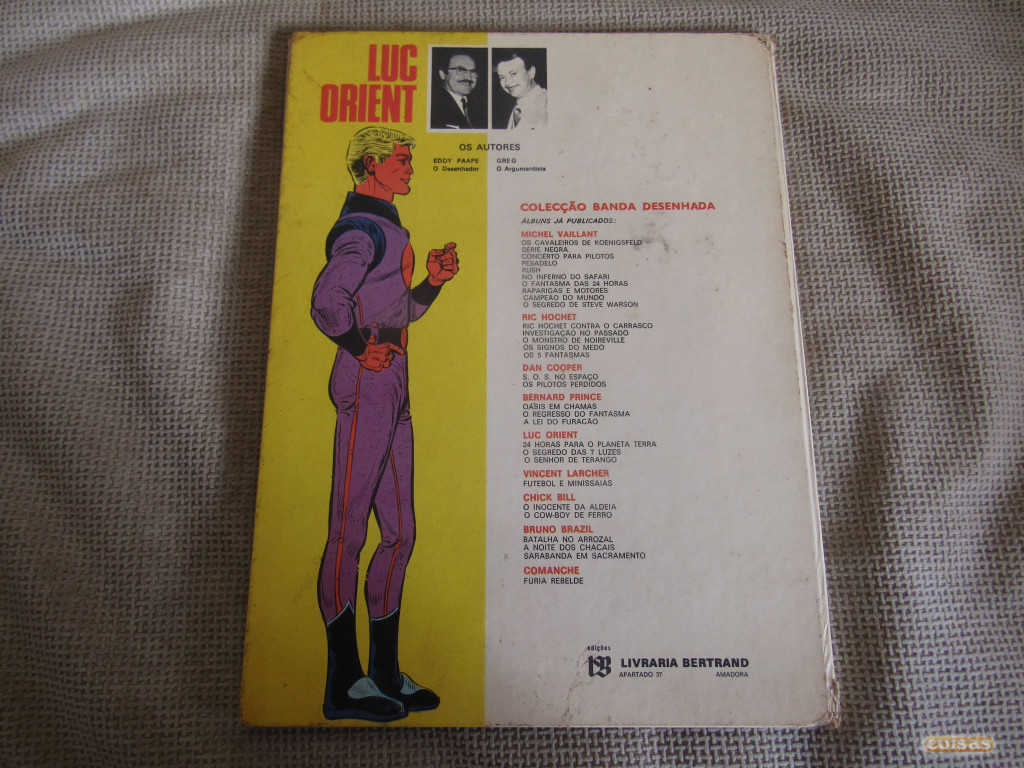 LUC
ORIENT
OS AUTORES
EDDY PAAPE
O Desenhador
GREG
O Argumentista
COLECÇÃO BANDA DESENHADA
ÁLBUNS JÁ PUBLICADOS:
MICHEL VAILLANT
OS CAVALEIROS DE KOENIGSFELD
SÉRIE NEGRA
CONCERTO PARA PILOTOS
PESADELO
RUSH
NO INFERNO DO SAFARI
O FANTASMA DAS 24 HORAS
RAPARIGAS E MOTORES
CAMPEÃO DO MUNDO
O SEGREDO DE STEVE WARSON
RIC HOCHET
RIC HOCHET CONTRA O CARRASCO
INVESTIGAÇÃO NO PASSADO
O MONSTRO DE NOIREVILLE
OS SIGNOS DO MEDO
OS 5 FANTASMAS
DAN COOPER
S. O. S. NO ESPAÇO
OS PILOTOS PERDIDOS
BERNARD PRINCE
OÁSIS EM CHAMAS
O REGRESSO DO FANTASMA
A LEI DO FURACÃO
LUC ORIENT
24 HORAS PARA O PLANETA TERRA
O SEGREDO DAS 7 LUZES
O SENHOR DE TERANGO
VINCENT LARCHER
FUTEBOL E MINISSAIAS
CHICK BILL
O INOCENTE DA ALDEIA
O COW-BOY DE FERRO
BRUNO BRAZIL
BATALHA NO ARROZAL
A NOITE DOS CHACAIS
SARABANDA EM SACRAMENTO
COMANCHE
FÚRIA REBELDE
edições
LIVRARIA BERTRAND
APARTADO 37 AMADORA
coisas